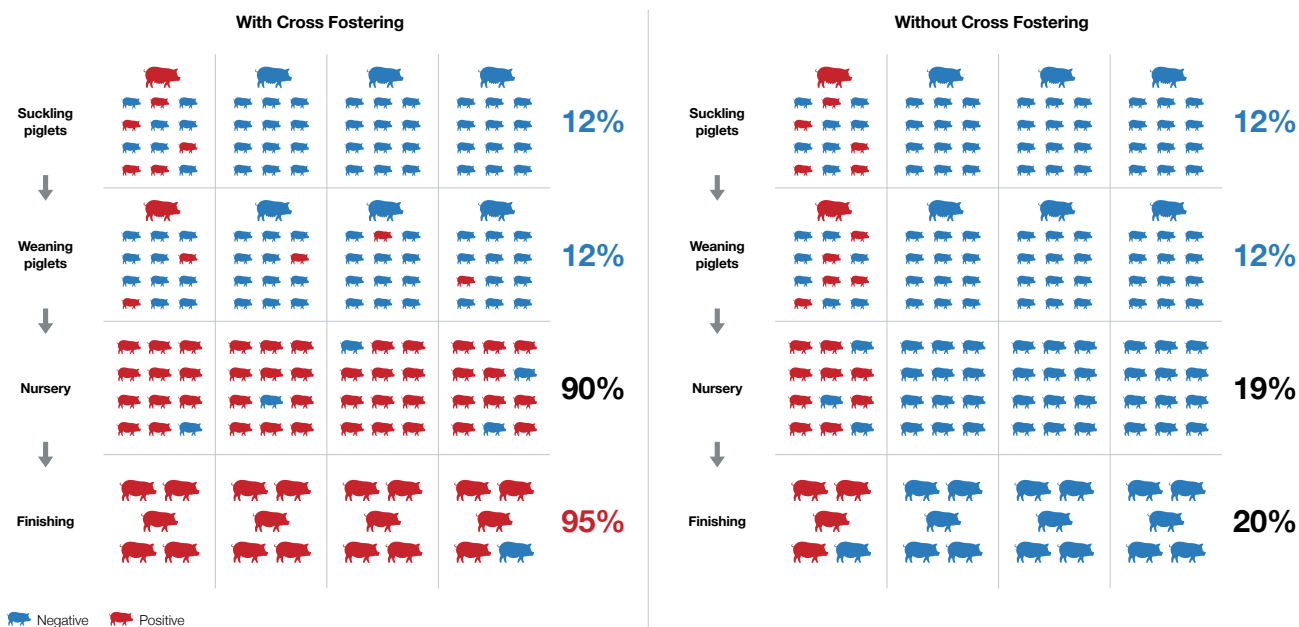 With Cross Fostering
Suckling
piglets
12%
Weaning
piglets
12%
Nursery
90%
Finishing
95%
Without Cross Fostering
Suckling
piglets
12%
Weaning
piglets
12%
Nursery
19%
Finishing
20%
Negative
Positive